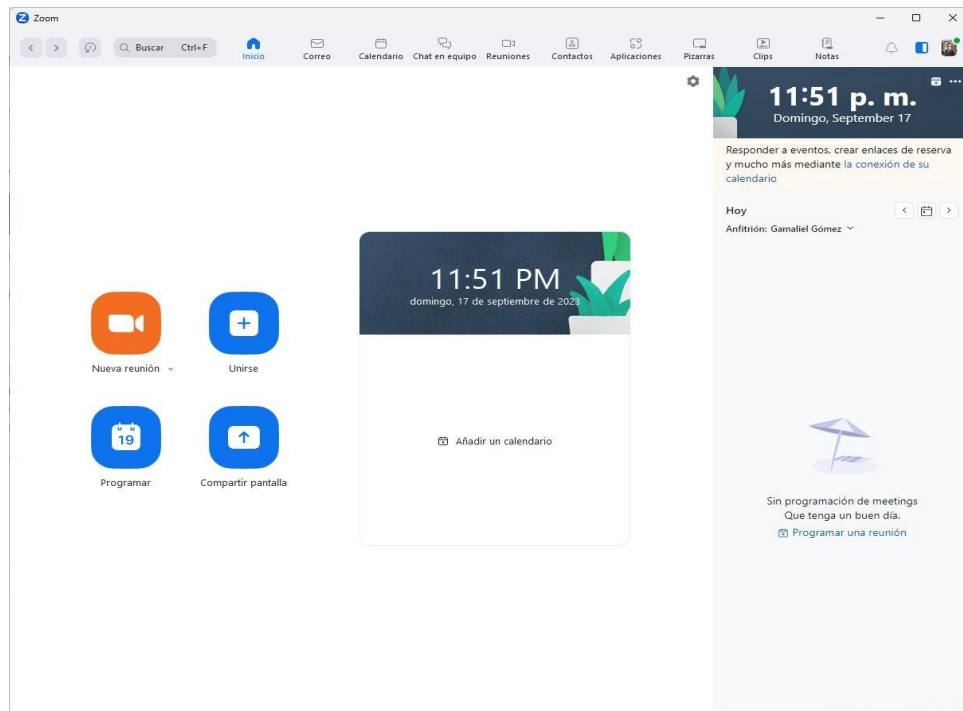 Zoom
Buscar Ctrl+F
Inicio
Correo
Calendario
Chat en equipo
Reuniones
Contactos
Aplicaciones
Pizarras
Clips
Notas
Nueva reunión
Unirse
19
Programar
Compartir pantalla
11:51 PM
domingo, 17 de septiembre de 2023
Añadir un calendario
11:51 p. m.
Domingo, September 17
Responder a eventos, crear enlaces de reserva
y mucho más mediante la conexión de su
calendario
Hoy
Anfitrión: Gamaliel Gómez
Sin programación de meetings
Que tenga un buen día.
Programar una reunión